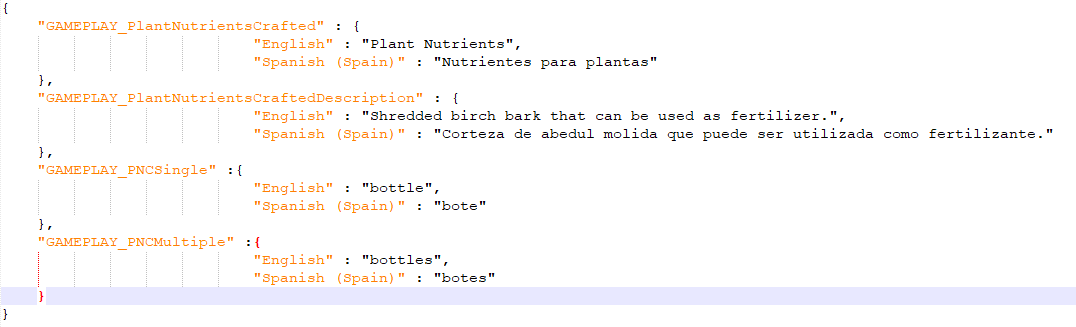 {
"GAMEPLAY_PlantNutrientsCrafted" : {
"English" : "Plant Nutrients",
"Spanish (Spain)" : "Nutrientes para plantas"
},
"GAMEPLAY_PlantNutrientsCraftedDescription" : {
"English" : "Shredded birch bark that can be used as fertilizer.",
"Spanish (Spain)" : "Corteza de abedul molida que puede ser utilizada como fertilizante."
},
"GAMEPLAY_PNCSingle" :{
"English" : "bottle",
"Spanish (Spain)" : "bote"
},
"GAMEPLAY_PNCMultiple" :{
"English" : "bottles",
"Spanish (Spain)" : "botes"
}
}